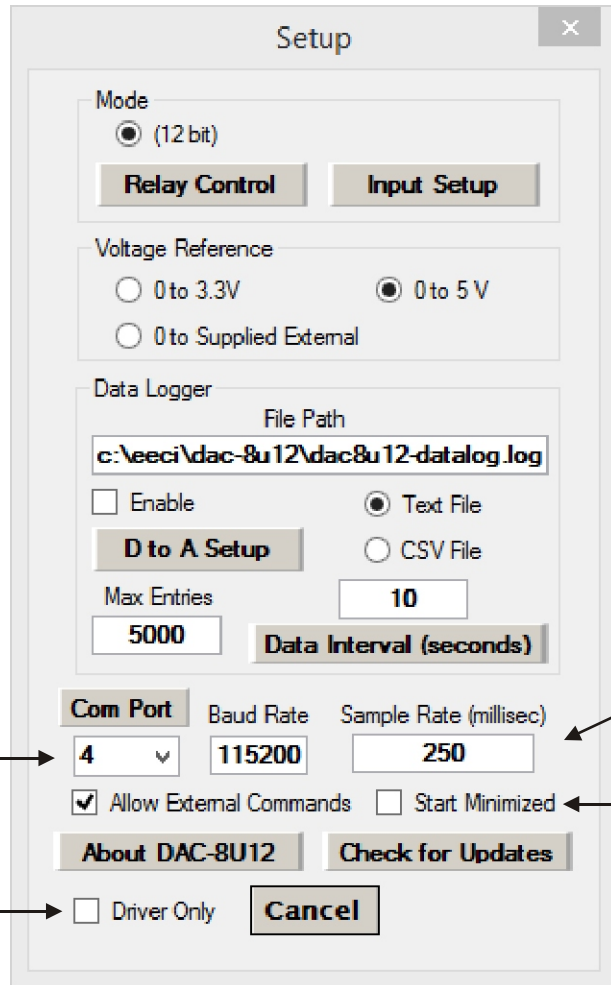 Setup
Mode
(12 bit)
Relay Control Input Setup
Voltage Reference
0 to 3.3V 0 to 5 V
0 to Supplied External
Data Logger
File Path
c:\eeci\dac-8u12\dac8u12-datalog.log
Enable Text File
D to A Setup CSV File
Max Entries 10
5000 Data Interval (seconds)
Com Port Baud Rate Sample Rate (millisec)
4 115200 250
Allow External Commands Start Minimized
About DAC-8U12 Check for Updates
Driver Only Cancel